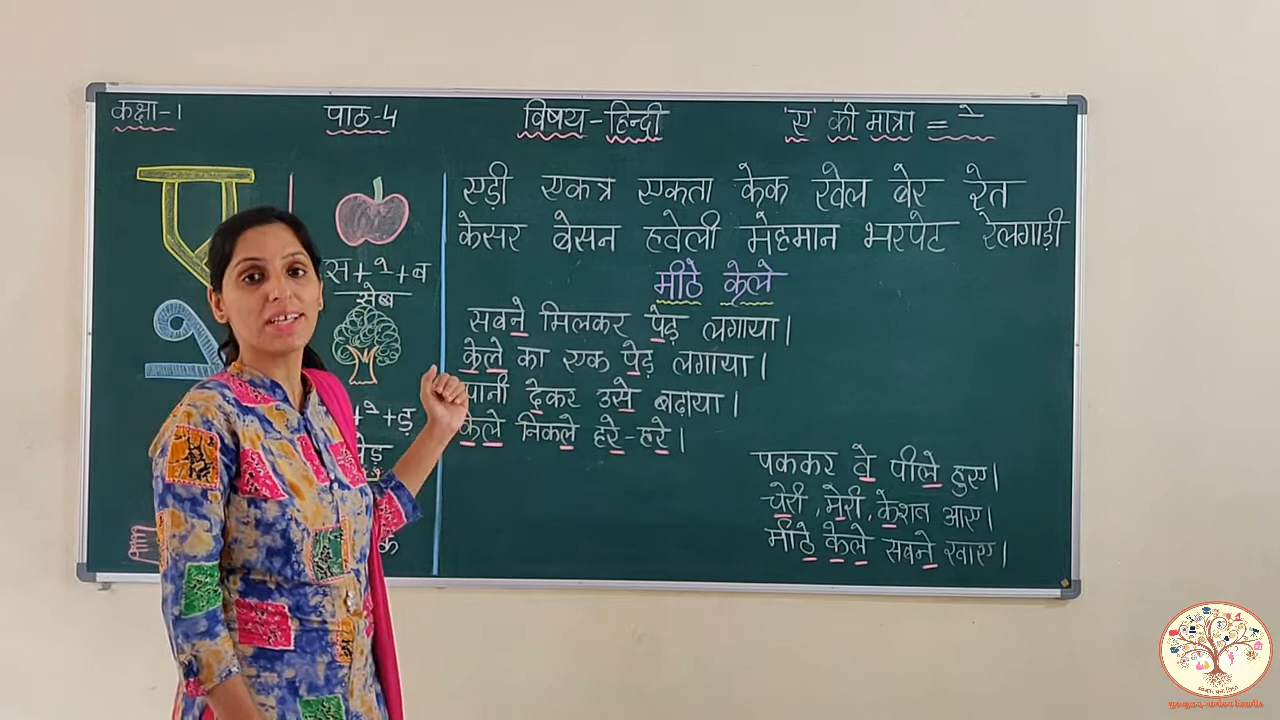 कक्षा-1 पाठ-4 विषय-हिन्दी 'ए' की मात्रा = े
एड़ी एकत्र एकता केक खेल बेर रेत
केसर बेसन हवेली मेहमान भरपेट रेलगाड़ी
ए
स+े+ब
सेब
+े+ड़
पेड़
मीठे केले
सबने मिलकर पेड़ लगाया।
केले का एक पेड़ लगाया।
पानी देकर उसे बढ़ाया।
केले निकले हरे-हरे।
पककर वे पीले हुए।
चेरी, मेरी, केशव आए।
मीठे केले सबने खाए।